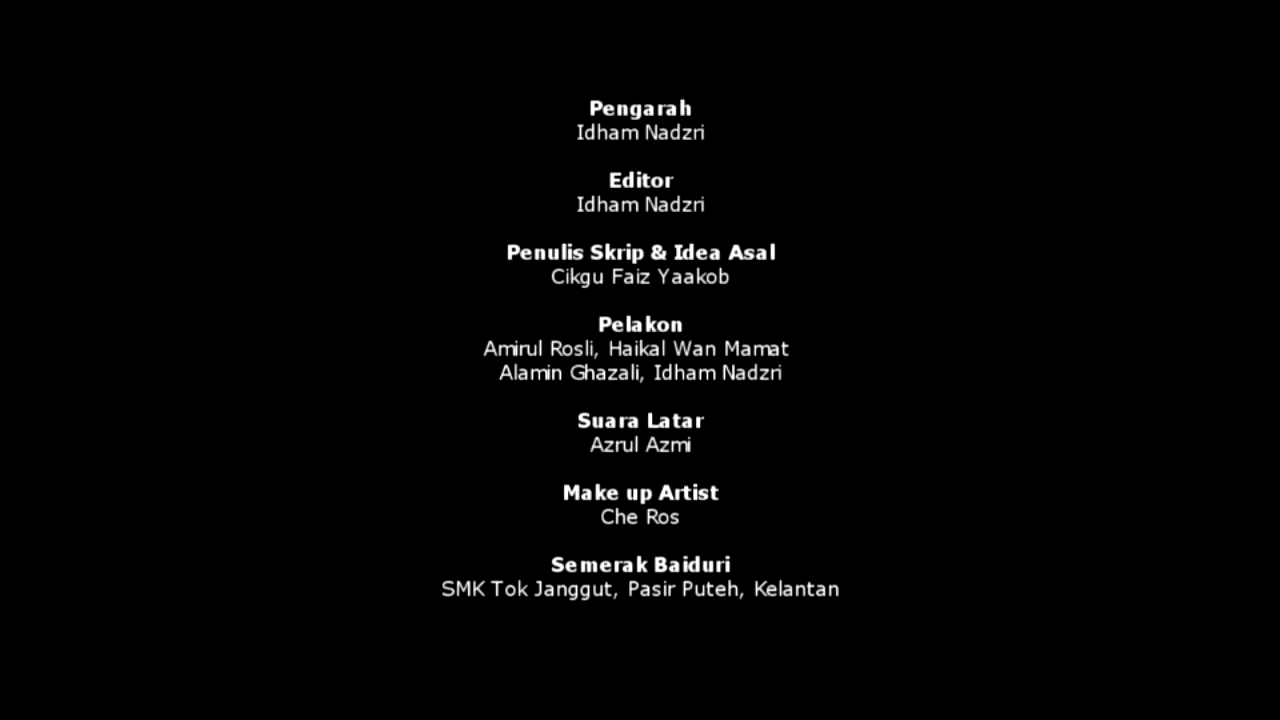 Pengarah
Idham Nadzri
Editor
Idham Nadzri
Penulis Skrip & Idea Asal
Cikgu Faiz Yaakob
Pelakon
Amirul Rosli, Haikal Wan Mamat
Alamin Ghazali, Idham Nadzri
Suara Latar
Azrul Azmi
Make up Artist
Che Ros
Semerak Baiduri
SMK Tok Janggut, Pasir Puteh, Kelantan